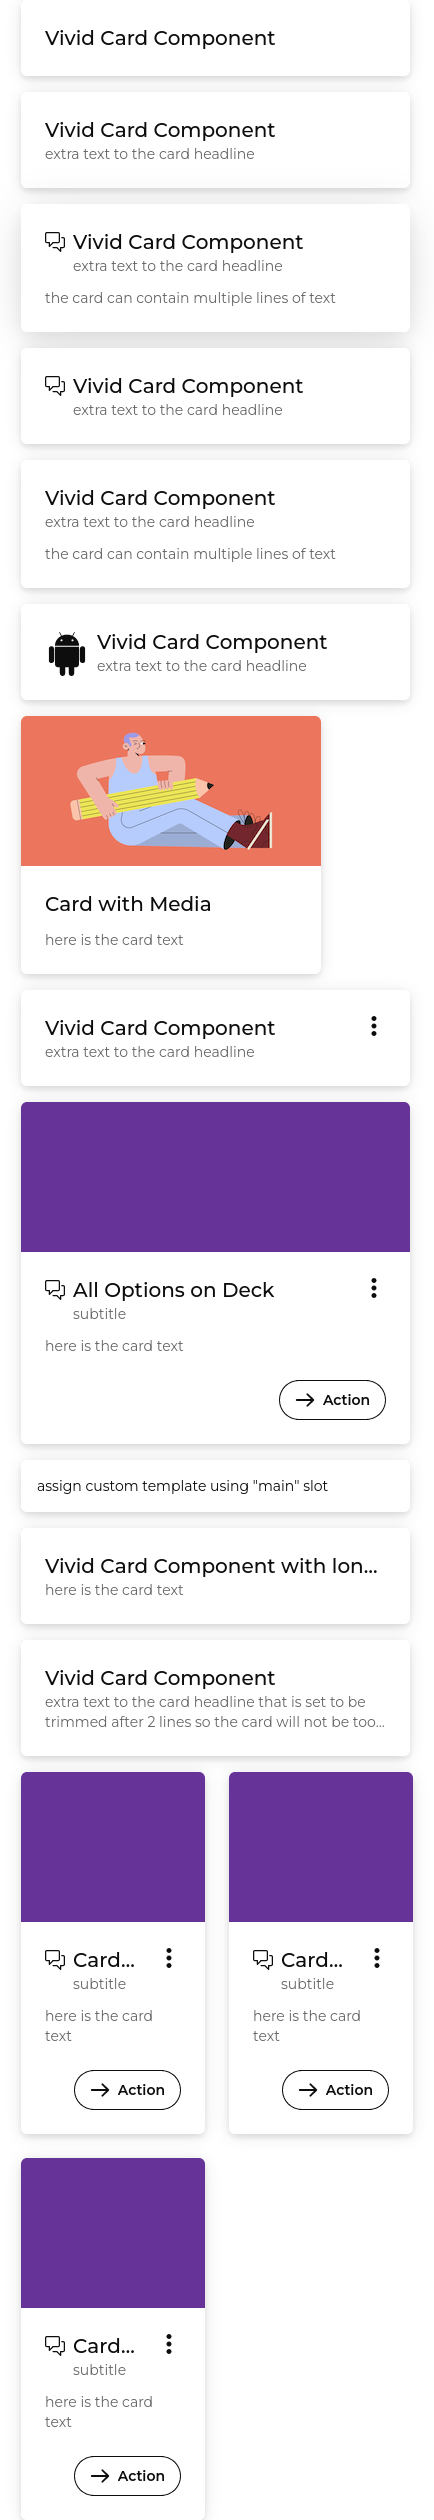 Vivid Card Component
Vivid Card Component
extra text to the card headline
Vivid Card Component
extra text to the card headline
the card can contain multiple lines of text
Vivid Card Component
extra text to the card headline
Vivid Card Component
extra text to the card headline
the card can contain multiple lines of text
Vivid Card Component
extra text to the card headline
Card with Media
here is the card text
Vivid Card Component
extra text to the card headline
All Options on Deck
subtitle
here is the card text
Action
assign custom template using "main" slot
Vivid Card Component with lon...
here is the card text
Vivid Card Component
extra text to the card headline that is set to be
trimmed after 2 lines so the card will not be too...
Card...
subtitle
here is the card
text
Action
Card...
subtitle
here is the card
text
Action
Card...
subtitle
here is the card
text
Action